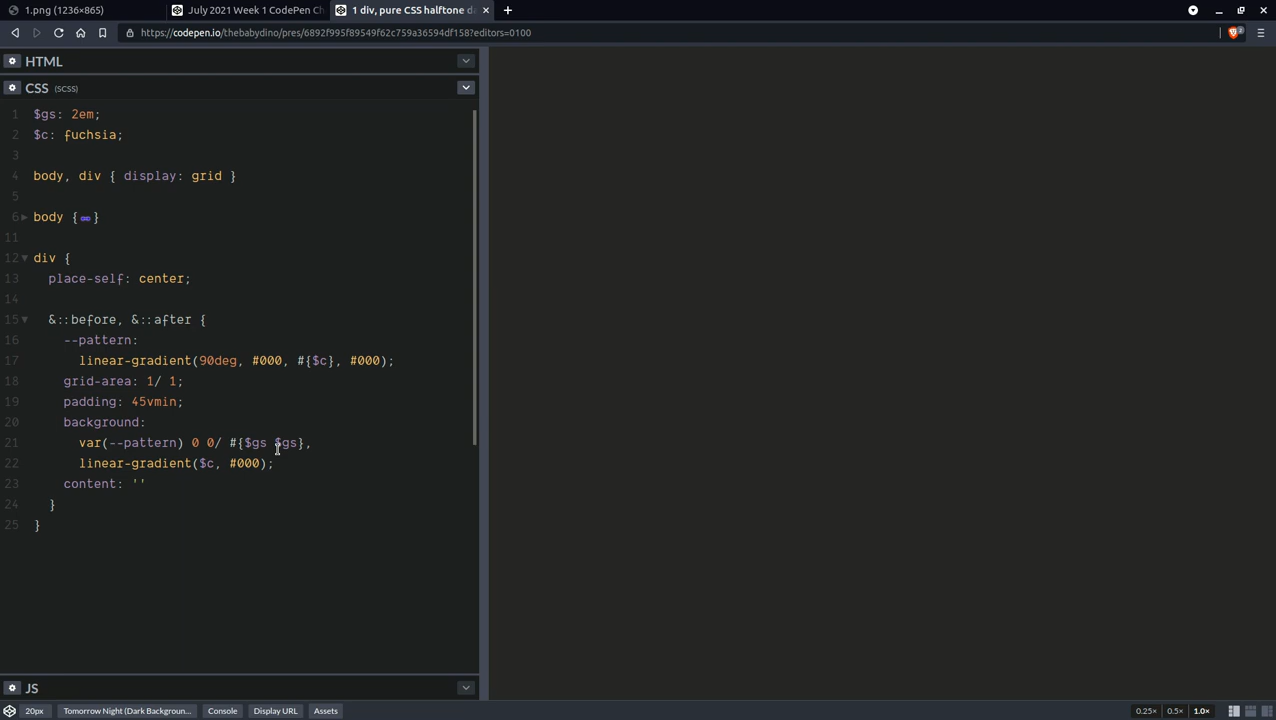 1.png (1236×865)
July 2021 Week 1 CodePen Ch
1 div, pure CSS halftone d
https://codepen.io/thebabydino/pres/6892f995f89549f62c759a36594df158?editors=0100
2
HTML
CSS (SCSS)
1 $gs: 2em;
2 $c: fuchsia;
3
4 body, div { display: grid }
5
6 body {↔}
11
12 div {
13 place-self: center;
14
15 &::before, &::after {
16 --pattern:
17 linear-gradient(90deg, #000, #{$c}, #000);
18 grid-area: 1/ 1;
19 padding: 45vmin;
20 background:
21 var(--pattern) 0 0/ #{$gs $gs},
22 linear-gradient($c, #000);
23 content: ''
24 }
25 }
JS
20px Tomorrow Night (Dark Backgroun... Console Display URL Assets 0.25× 0.5× 1.0×